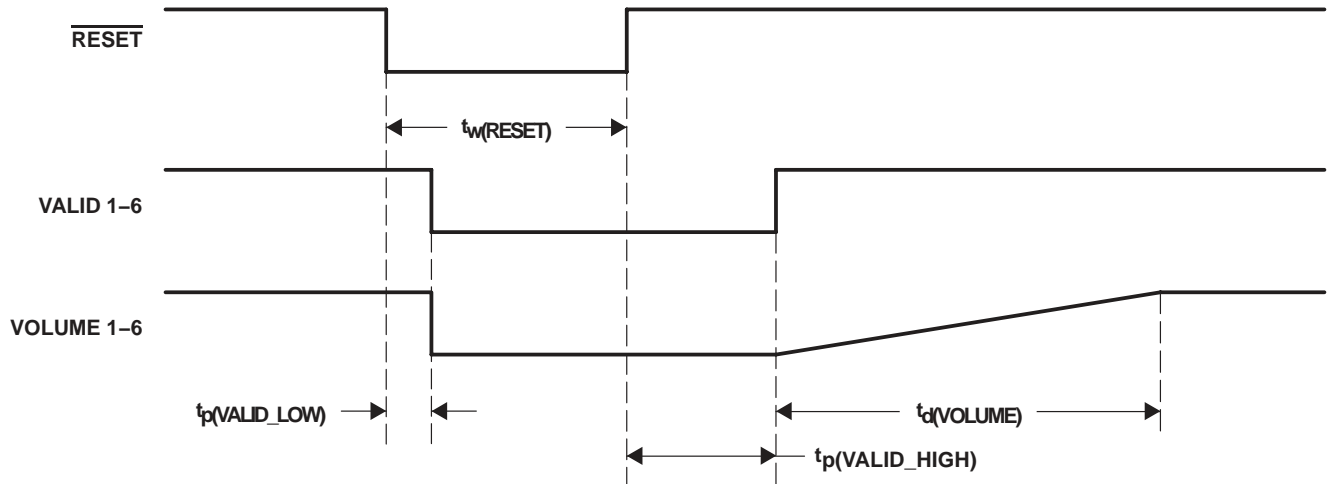 RESET
tw(RESET)
VALID 1–6
VOLUME 1–6
tp(VALID_LOW)
td(VOLUME)
tp(VALID_HIGH)